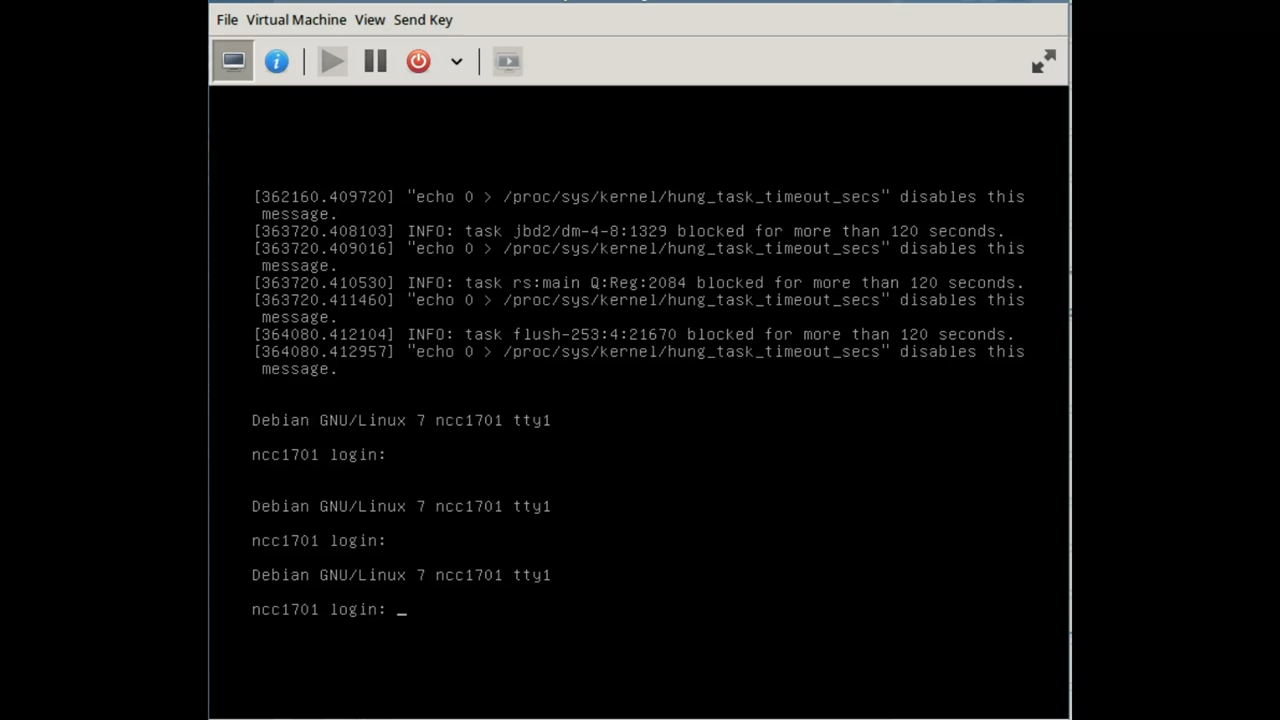 File Virtual Machine View Send Key
[362160.409720] "echo 0 > /proc/sys/kernel/hung_task_timeout_secs" disables this
message.
[363720.408103] INFO: task jbd2/dm-4-8:1329 blocked for more than 120 seconds.
[363720.409016] "echo 0 > /proc/sys/kernel/hung_task_timeout_secs" disables this
message.
[363720.410530] INFO: task rs:main Q:Reg:2084 blocked for more than 120 seconds.
[363720.411460] "echo 0 > /proc/sys/kernel/hung_task_timeout_secs" disables this
message.
[364080.412104] INFO: task flush-253:4:21670 blocked for more than 120 seconds.
[364080.412957] "echo 0 > /proc/sys/kernel/hung_task_timeout_secs" disables this
message.
Debian GNU/Linux 7 ncc1701 tty1
ncc1701 login:
Debian GNU/Linux 7 ncc1701 tty1
ncc1701 login:
Debian GNU/Linux 7 ncc1701 tty1
ncc1701 login: _